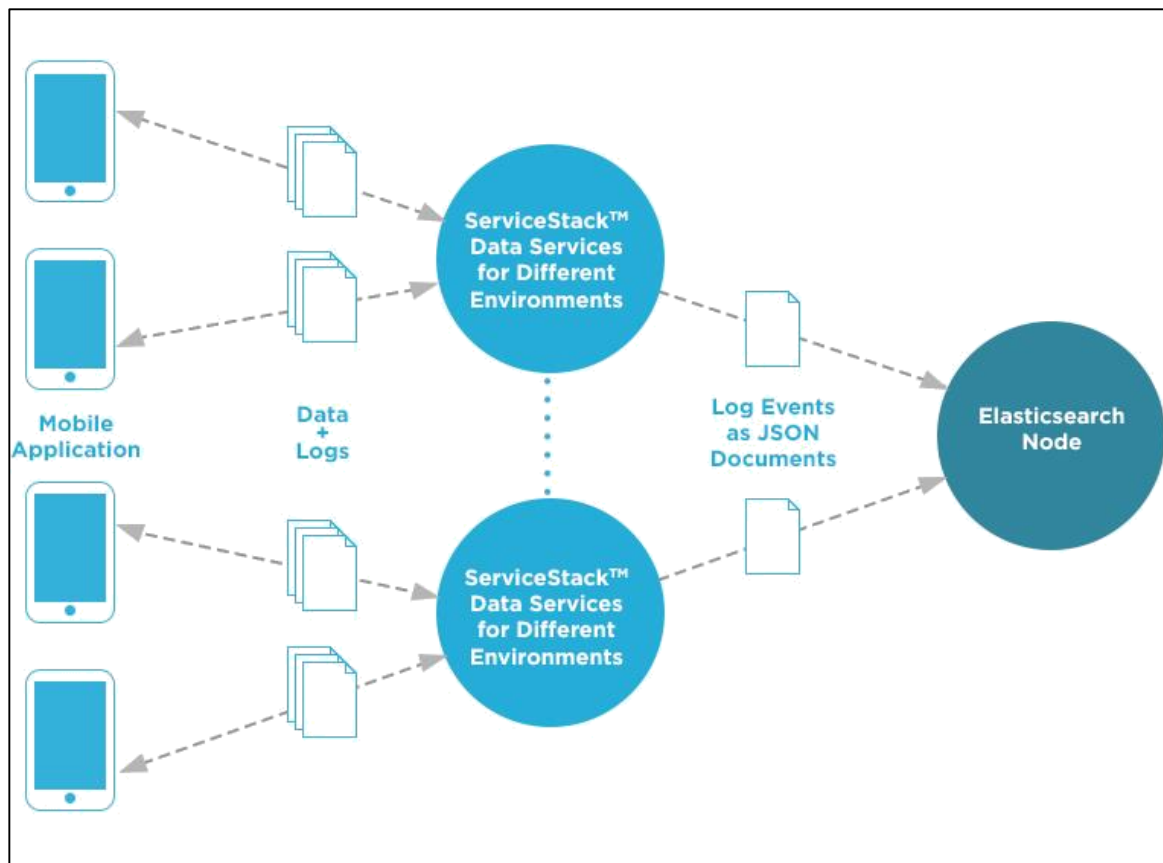 ServiceStack™
Data Services
for Different
Environments
Mobile
Application
Data
+
Logs
Log Events
as JSON
Documents
Elasticsearch
Node
ServiceStack™
Data Services
for Different
Environments